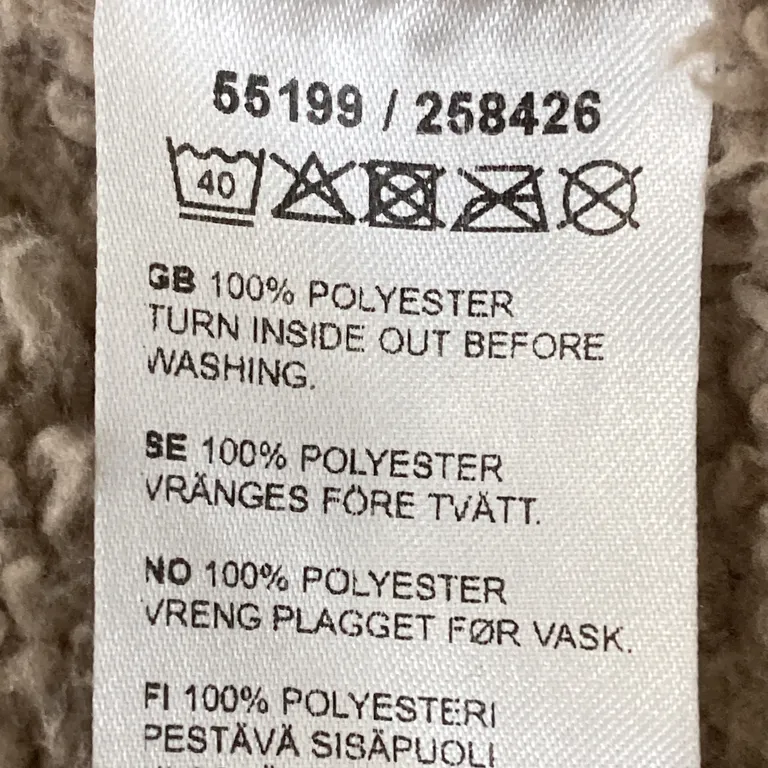 55199 / 258426
40
GB 100% POLYESTER
TURN INSIDE OUT BEFORE
WASHING.
SE 100% POLYESTER
VRÄNGES FÖRE TVÄTT.
NO 100% POLYESTER
VRENG PLAGGET FØR VASK.
FI 100% POLYESTERI
PESTÄVÄ SISÄPUOLI